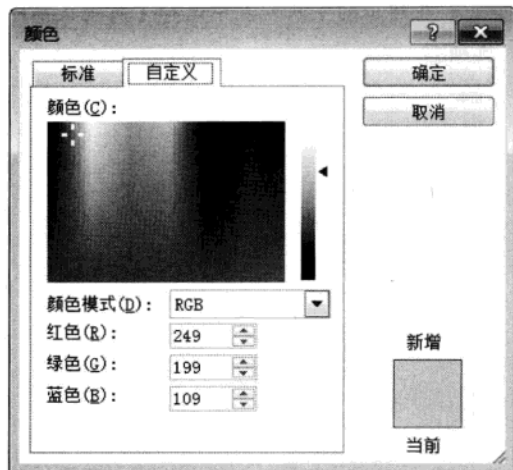 颜色
标准 自定义
确定
取消
颜色(C):
颜色模式(D): RGB
红色(R): 249
绿色(G): 199
蓝色(B): 109
新增
当前